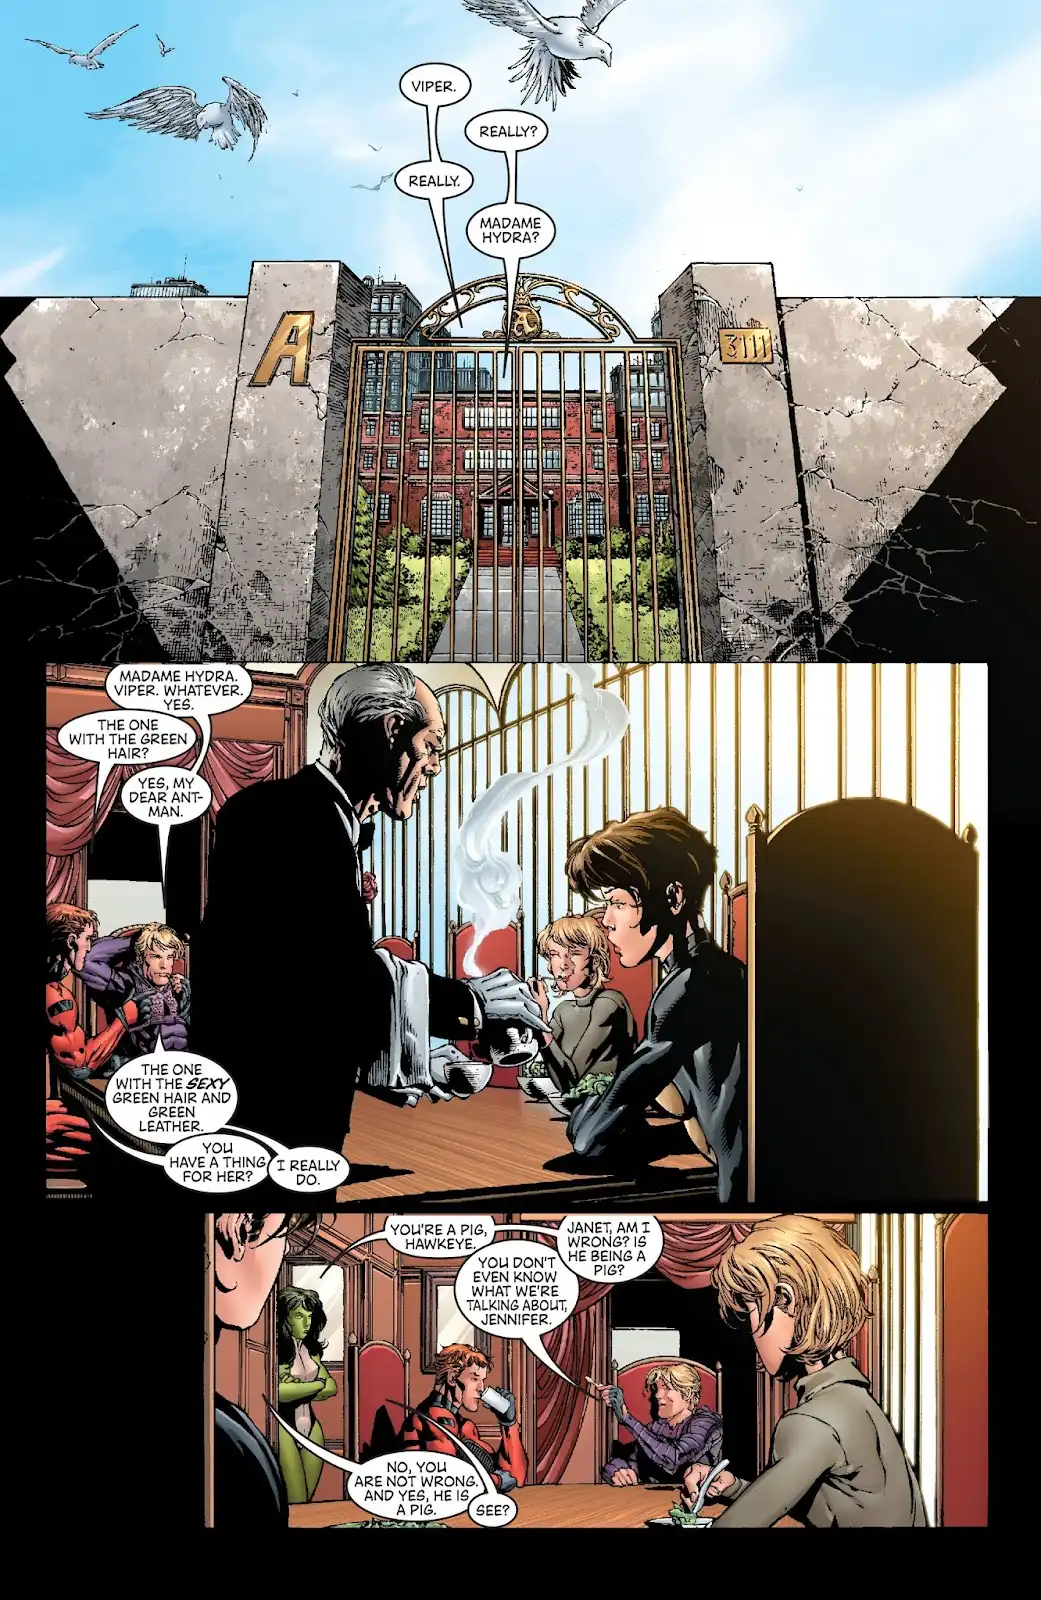 VIPER.
REALLY?
REALLY.
MADAME
HYDRA?
A
A
3111
MADAME HYDRA.
VIPER. WHATEVER.
YES.
THE ONE
WITH THE GREEN
HAIR?
YES, MY
DEAR ANT-
MAN.
THE ONE
WITH THE SEXY
GREEN HAIR AND
GREEN
LEATHER.
YOU
HAVE A THING
FOR HER?
I REALLY
DO.
YOU'RE A PIG,
HAWKEYE.
YOU DON'T
EVEN KNOW
WHAT WE'RE
TALKING ABOUT,
JENNIFER.
JANET, AM I
WRONG? IS
HE BEING A
PIG?
NO, YOU
ARE NOT WRONG.
AND YES, HE IS
A PIG.
SEE?